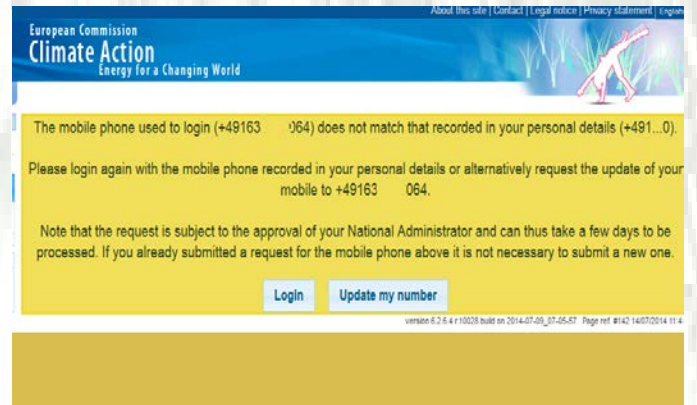 About this site | Contact | Legal notice | Privacy statement | English
European Commission
Climate Action
Energy for a Changing World
The mobile phone used to login (+49163 064) does not match that recorded in your personal details (+491...0).
Please login again with the mobile phone recorded in your personal details or alternatively request the update of your
mobile to +49163 064.
Note that the request is subject to the approval of your National Administrator and can thus take a few days to be
processed. If you already submitted a request for the mobile phone above it is not necessary to submit a new one.
Login Update my number
version 6.2.6.4 r:10028 build on 2014-07-09_07-05-57 Page ref. #142 14/07/2014 11:4